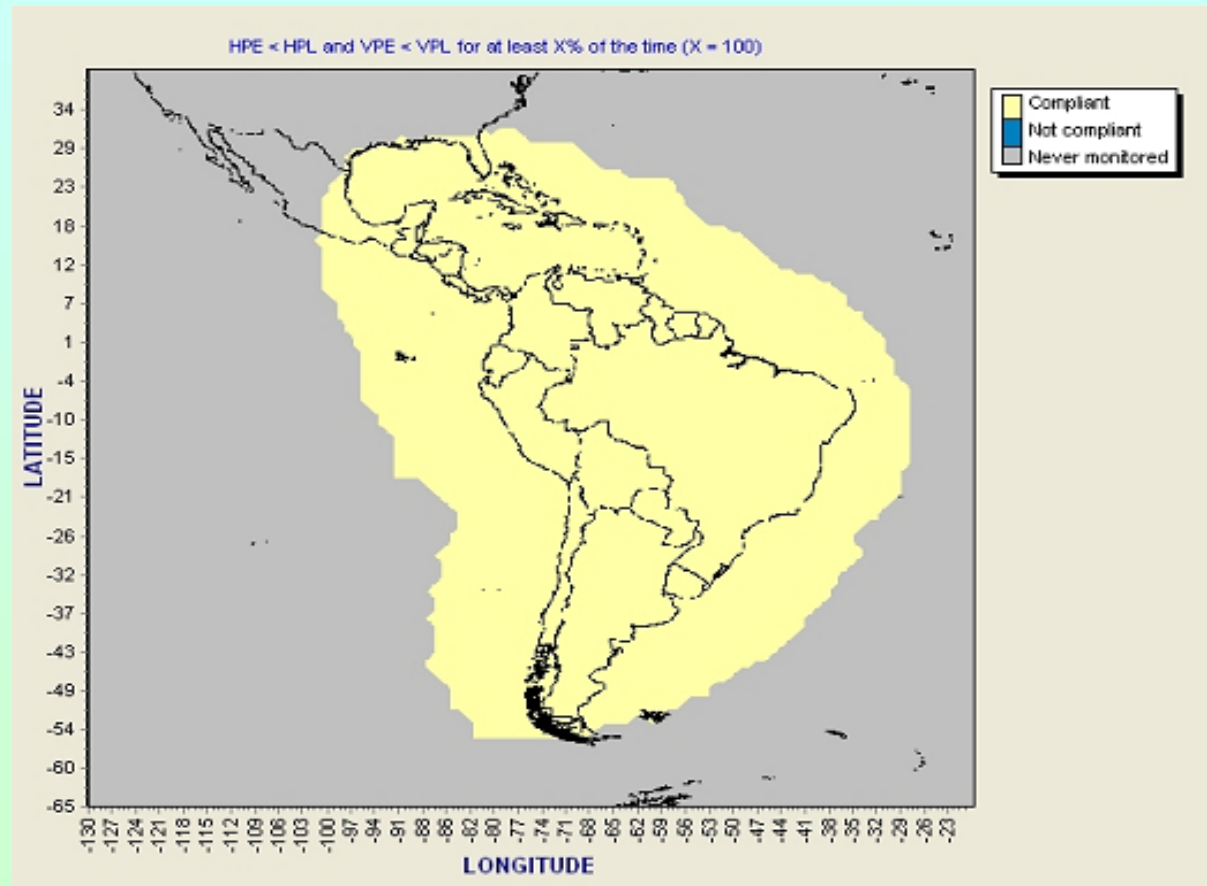 HPE < HPL and VPE < VPL for at least X% of the time (X = 100)
Compliant
Not compliant
Never monitored
LATITUDE
34
29
23
18
12
7
1
-4
-10
-15
-21
-26
-32
-37
-43
-49
-54
-60
-65
-130 -127 -124 -121 -118 -115 -112 -109 -106 -103 -100 -97 -94 -91 -88 -86 -83 -80 -77 -74 -71 -68 -65 -62 -59 -56 -53 -50 -47 -44 -41 -38 -35 -32 -29 -26 -23
LONGITUDE